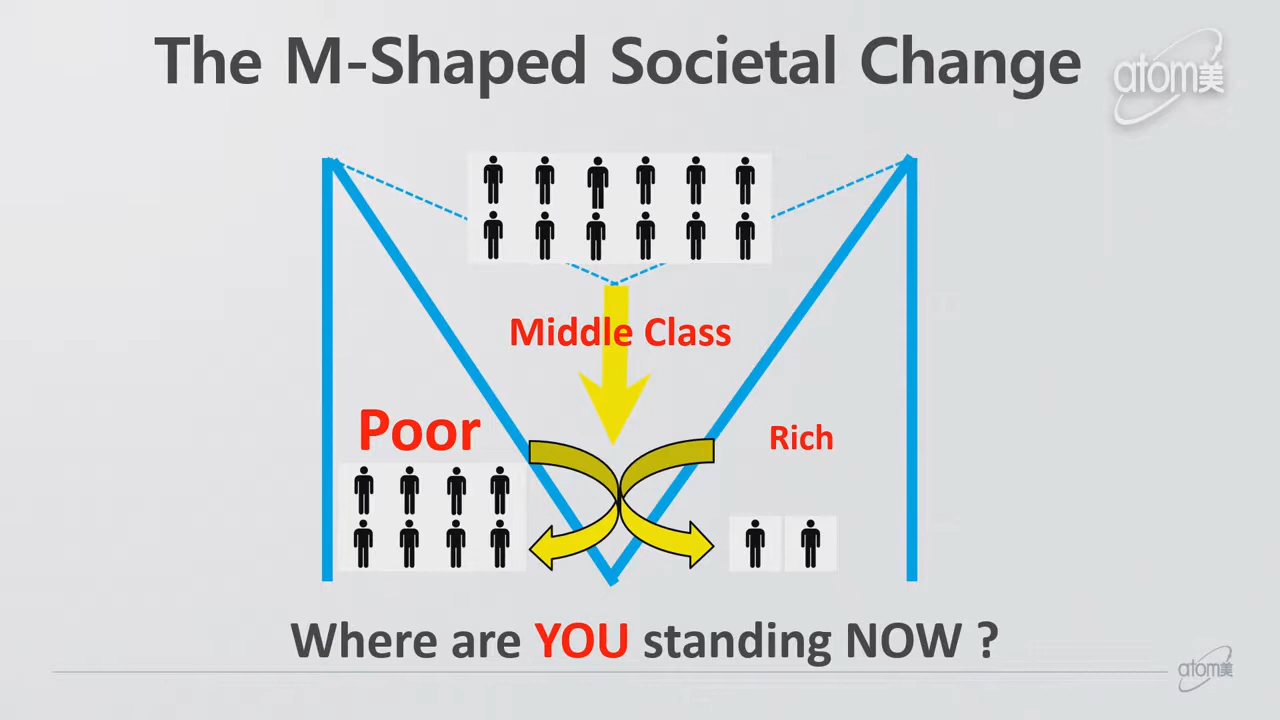 The M-Shaped Societal Change
atom美
Middle Class
Poor
Rich
Where are YOU standing NOW ?
atom美